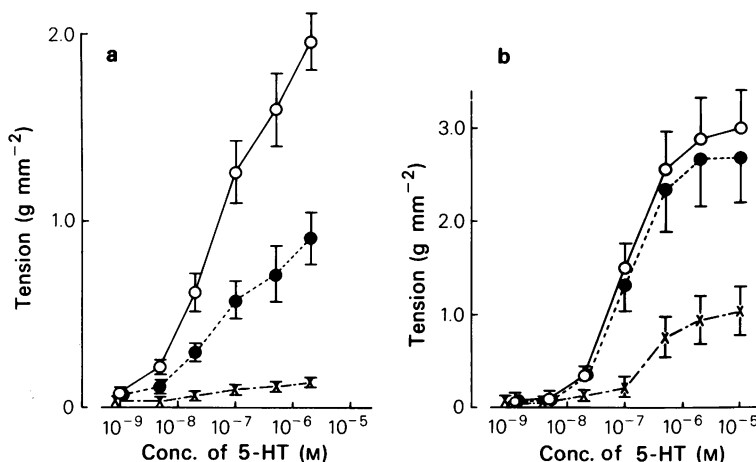 a
2.0
1.0
0
Tension (g mm⁻²)
10⁻⁹ 10⁻⁸ 10⁻⁷ 10⁻⁶ 10⁻⁵
Conc. of 5-HT (M)
b
3.0
2.0
1.0
0
Tension (g mm⁻²)
10⁻⁹ 10⁻⁸ 10⁻⁷ 10⁻⁶ 10⁻⁵
Conc. of 5-HT (M)